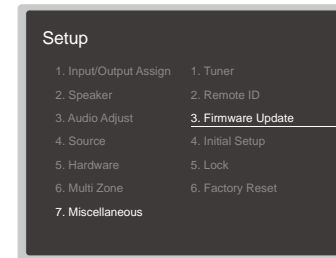 Setup
1. Input/Output Assign
2. Speaker
3. Audio Adjust
4. Source
5. Hardware
6. Multi Zone
7. Miscellaneous
1. Tuner
2. Remote ID
3. Firmware Update
4. Initial Setup
5. Lock
6. Factory Reset